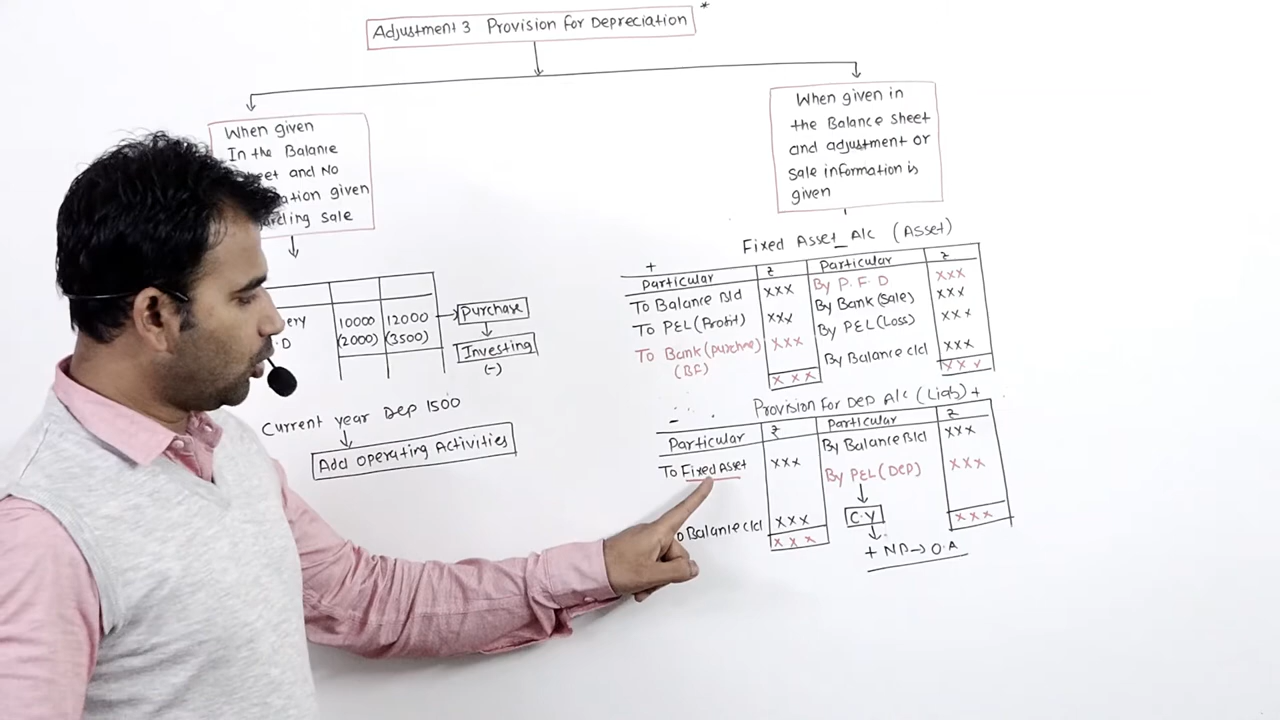 Adjustment 3 Provision for Depreciation *
When given
In the Balance
and No
given
sale
10000 12000
(2000) (3500)
Purchase
Investing
(-)
Current year Dep 1500
Add Operating Activities
When given in
the Balance sheet
and adjustment or
sale information is
given
Fixed Asset A/c (Asset)
+
Particular ₹ Particular ₹
To Balance B/d xxx By P.F.D xxx
To P&L (Profit) xxx By Bank (Sale) xxx
To Bank (purchase) xxx By P&L (Loss) xxx
(BF) By Balance c/d xxx
xxx xxx
Provision for Dep A/c (Liab) +
-
Particular ₹ Particular ₹
To Fixed Asset xxx By Balance B/d xxx
By P&L (Dep) xxx
Balance c/d xxx C.Y
xxx xxx
+ NP → O.A